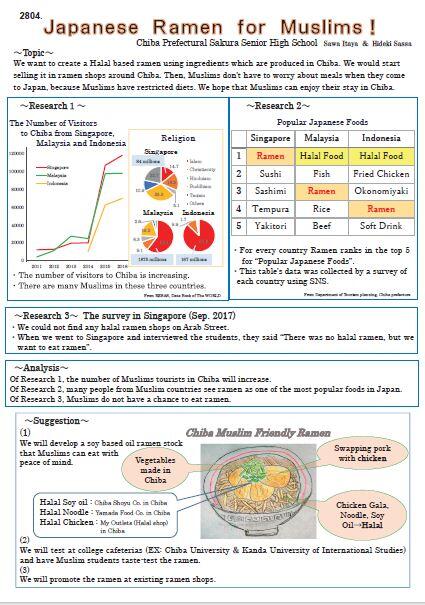 2804.
Japanese Ramen for Muslims!
Chiba Prefectural Sakura Senior High School Sawa Itaya & Hideki Sassa
～Topic～
We want to create a Halal based ramen using ingredients which are produced in Chiba. We would start
selling it in ramen shops around Chiba. Then, Muslims don't have to worry about meals when they come
to Japan, because Muslims have restricted diets. We hope that Muslims can enjoy their stay in Chiba.
～Research 1 ～
The Number of Visitors
to Chiba from Singapore,
Malaysia and Indonesia
120000
100000
80000
60000
40000
20000
0
Singapore
Malaysia
Indonesia
2011 2012 2013 2014 2015 2016
Religion
Singapore
Islam
Christianity
Hinduism
Buddhism
Taoism
Others
14.7
Malaysia Indonesia
・The number of visitors to Chiba is increasing.
・There are many Muslims in these three countries.
～Research 2～
Popular Japanese Foods
Singapore Malaysia Indonesia
1 Ramen Halal Food Halal Food
2 Sushi Fish Fried Chicken
3 Sashimi Ramen Okonomiyaki
4 Tempura Rice Ramen
5 Yakitori Beef Soft Drink
・For every country Ramen ranks in the top 5
for "Popular Japanese Foods".
・This table's data was collected by a survey of
each country using SNS.
From Department of Tourism planning, Chiba prefecture
～Research 3～ The survey in Singapore (Sep. 2017)
・We could not find any halal ramen shops on Arab Street.
・When we went to Singapore and interviewed the students, they said "There was no halal ramen, but we
want to eat ramen".
～Analysis～
Of Research 1, the number of Muslims tourists in Chiba will increase.
Of Research 2, many people from Muslim countries see ramen as one of the most popular foods in Japan.
Of Research 3, Muslims do not have a chance to eat ramen.
～Suggestion～
(1)
We will develop a soy based oil ramen stock
that Muslims can eat with
peace of mind.
Chiba Muslim Friendly Ramen
Vegetables
made in
Chiba
Swapping pork
with chicken
Chicken Gala,
Noodle, Soy
Oil→Halal
Halal Soy oil : Chiba Shoyu Co. in Chiba
Halal Noodle : Yamada Food Co. in Chiba
Halal Chicken : My Outlets (Halal shop)
in Chiba
(2)
We will test at college cafeterias (EX: Chiba University & Kanda University of International Studies)
and have Muslim students taste-test the ramen.
(3)
We will promote the ramen at existing ramen shops.